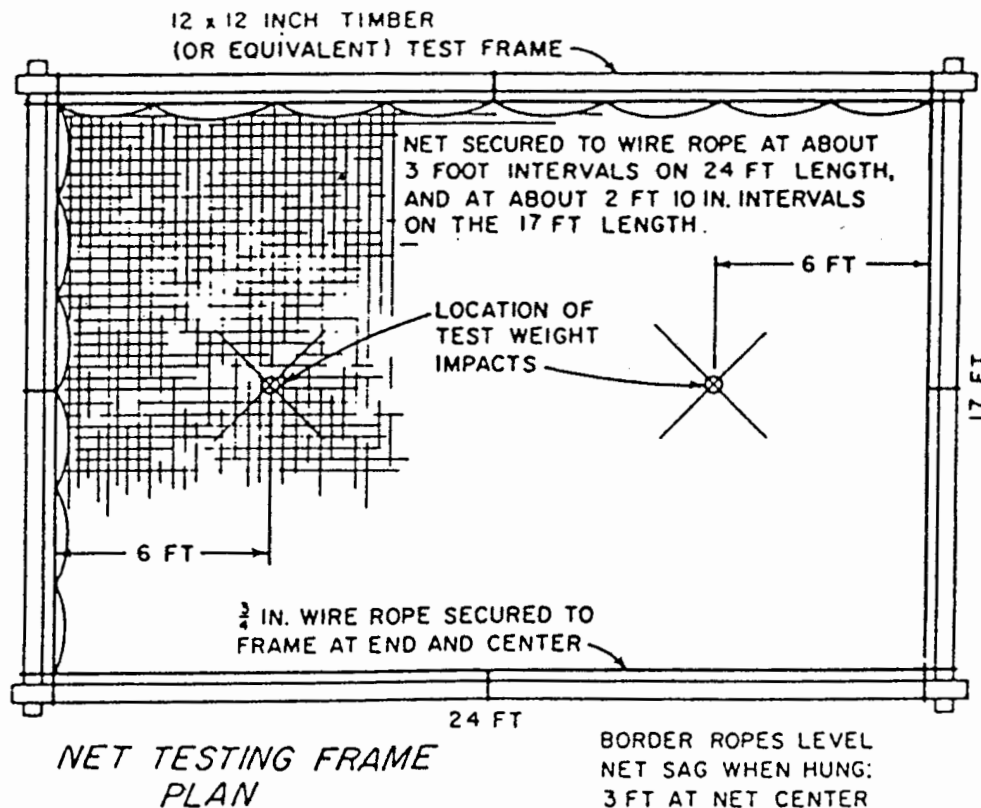 12 x 12 INCH TIMBER
(OR EQUIVALENT) TEST FRAME
NET SECURED TO WIRE ROPE AT ABOUT
3 FOOT INTERVALS ON 24 FT LENGTH,
AND AT ABOUT 2 FT 10 IN. INTERVALS
ON THE 17 FT LENGTH.
6 FT
LOCATION OF
TEST WEIGHT
IMPACTS
17 FT
6 FT
3/4 IN. WIRE ROPE SECURED TO
FRAME AT END AND CENTER
24 FT
NET TESTING FRAME
PLAN
BORDER ROPES LEVEL
NET SAG WHEN HUNG:
3 FT AT NET CENTER